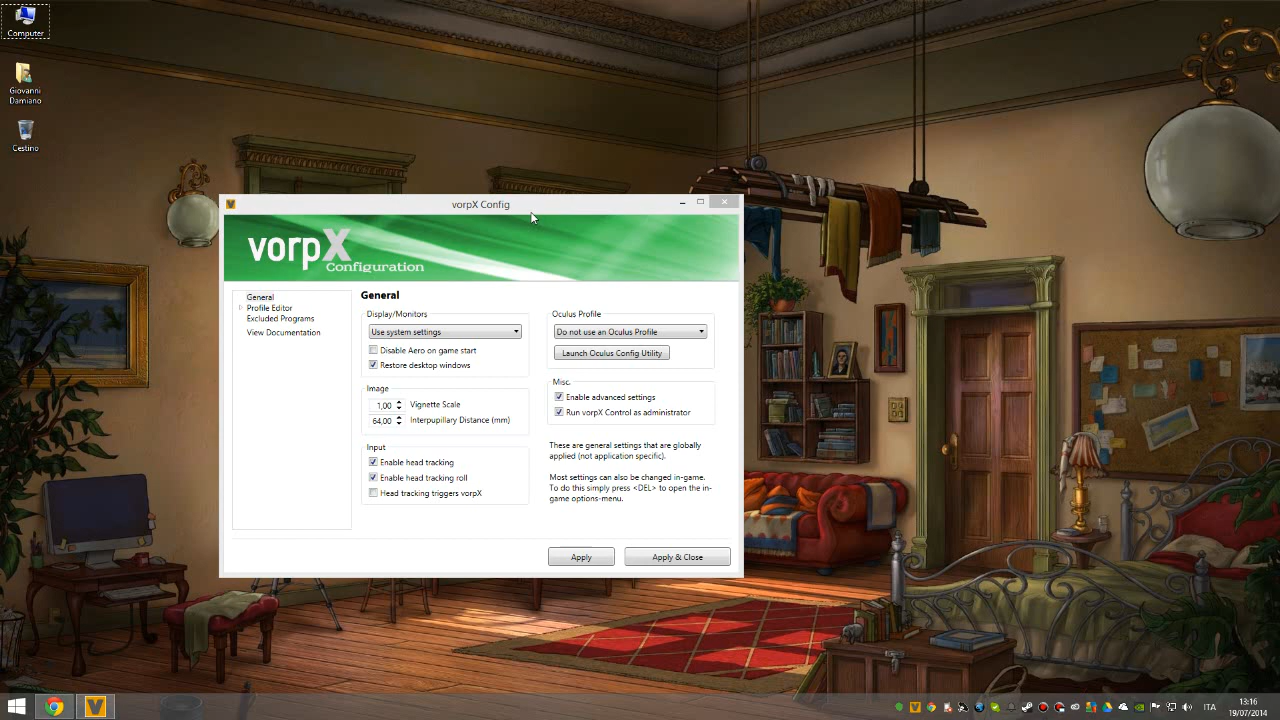 Computer
Giovanni
Damiano
Cestino
vorpX Config
vorpX
Configuration
General
Profile Editor
Excluded Programs
View Documentation
General
Display/Monitors
Use system settings
Disable Aero on game start
Restore desktop windows
Image
1,00 Vignette Scale
64,00 Interpupillary Distance (mm)
Input
Enable head tracking
Enable head tracking roll
Head tracking triggers vorpX
Oculus Profile
Do not use an Oculus Profile
Launch Oculus Config Utility
Misc.
Enable advanced settings
Run vorpX Control as administrator
These are general settings that are globally
applied (not application specific).
Most settings can also be changed in-game.
To do this simply press <DEL> to open the in-
game options-menu.
Apply
Apply & Close
ITA
13:16
19/07/2014